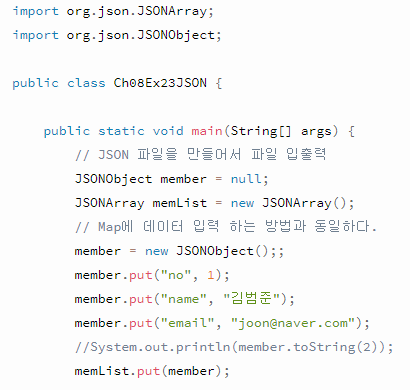 import org.json.JSONArray;
import org.json.JSONObject;
public class Ch08Ex23JSON {
public static void main(String[] args) {
// JSON 파일을 만들어서 파일 입출력
JSONObject member = null;
JSONArray memList = new JSONArray();
// Map에 데이터 입력 하는 방법과 동일하다.
member = new JSONObject();;
member.put("no", 1);
member.put("name", "김범준");
member.put("email", "joon@naver.com");
//System.out.println(member.toString(2));
memList.put(member);